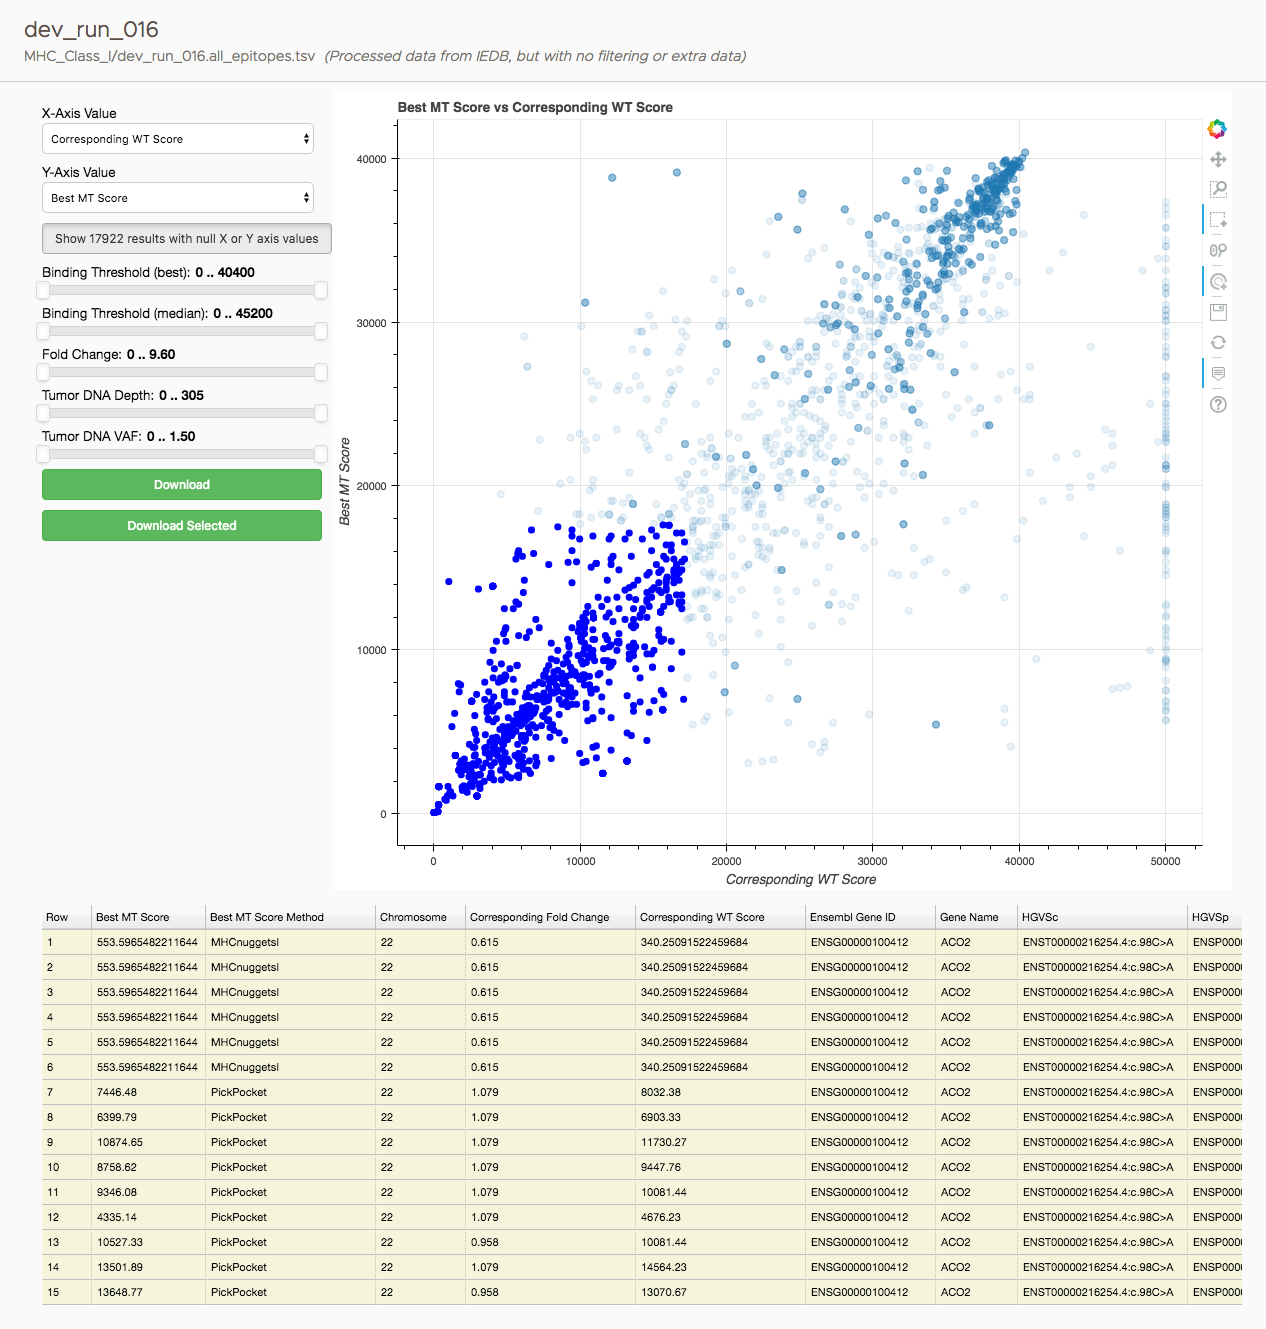 dev_run_016
MHC_Class_I/dev_run_016.all_epitopes.tsv (Processed data from IEDB, but with no filtering or extra data)
X-Axis Value
Corresponding WT Score
Y-Axis Value
Best MT Score
Show 17922 results with null X or Y axis values
Binding Threshold (best): 0 .. 40400
Binding Threshold (median): 0 .. 45200
Fold Change: 0 .. 9.60
Tumor DNA Depth: 0 .. 305
Tumor DNA VAF: 0 .. 1.50
Download
Download Selected
Best MT Score vs Corresponding WT Score
Best MT Score
40000
30000
20000
10000
0
0 10000 20000 30000 40000 50000
Corresponding WT Score
Row Best MT Score Best MT Score Method Chromosome Corresponding Fold Change Corresponding WT Score Ensembl Gene ID Gene Name HGVSc HGVSp
1 553.5965482211644 MHCnuggetsI 22 0.615 340.25091522459684 ENSG00000100412 ACO2 ENST00000216254.4:c.98C>A ENSP000
2 553.5965482211644 MHCnuggetsI 22 0.615 340.25091522459684 ENSG00000100412 ACO2 ENST00000216254.4:c.98C>A ENSP000
3 553.5965482211644 MHCnuggetsI 22 0.615 340.25091522459684 ENSG00000100412 ACO2 ENST00000216254.4:c.98C>A ENSP000
4 553.5965482211644 MHCnuggetsI 22 0.615 340.25091522459684 ENSG00000100412 ACO2 ENST00000216254.4:c.98C>A ENSP000
5 553.5965482211644 MHCnuggetsI 22 0.615 340.25091522459684 ENSG00000100412 ACO2 ENST00000216254.4:c.98C>A ENSP000
6 553.5965482211644 MHCnuggetsI 22 0.615 340.25091522459684 ENSG00000100412 ACO2 ENST00000216254.4:c.98C>A ENSP000
7 7446.48 PickPocket 22 1.079 8032.38 ENSG00000100412 ACO2 ENST00000216254.4:c.98C>A ENSP000
8 6399.79 PickPocket 22 1.079 6903.33 ENSG00000100412 ACO2 ENST00000216254.4:c.98C>A ENSP000
9 10874.65 PickPocket 22 1.079 11730.27 ENSG00000100412 ACO2 ENST00000216254.4:c.98C>A ENSP000
10 8758.62 PickPocket 22 1.079 9447.76 ENSG00000100412 ACO2 ENST00000216254.4:c.98C>A ENSP000
11 9346.08 PickPocket 22 1.079 10081.44 ENSG00000100412 ACO2 ENST00000216254.4:c.98C>A ENSP000
12 4335.14 PickPocket 22 1.079 4676.23 ENSG00000100412 ACO2 ENST00000216254.4:c.98C>A ENSP000
13 10527.33 PickPocket 22 0.958 10081.44 ENSG00000100412 ACO2 ENST00000216254.4:c.98C>A ENSP000
14 13501.89 PickPocket 22 1.079 14564.23 ENSG00000100412 ACO2 ENST00000216254.4:c.98C>A ENSP000
15 13648.77 PickPocket 22 0.958 13070.67 ENSG00000100412 ACO2 ENST00000216254.4:c.98C>A ENSP000